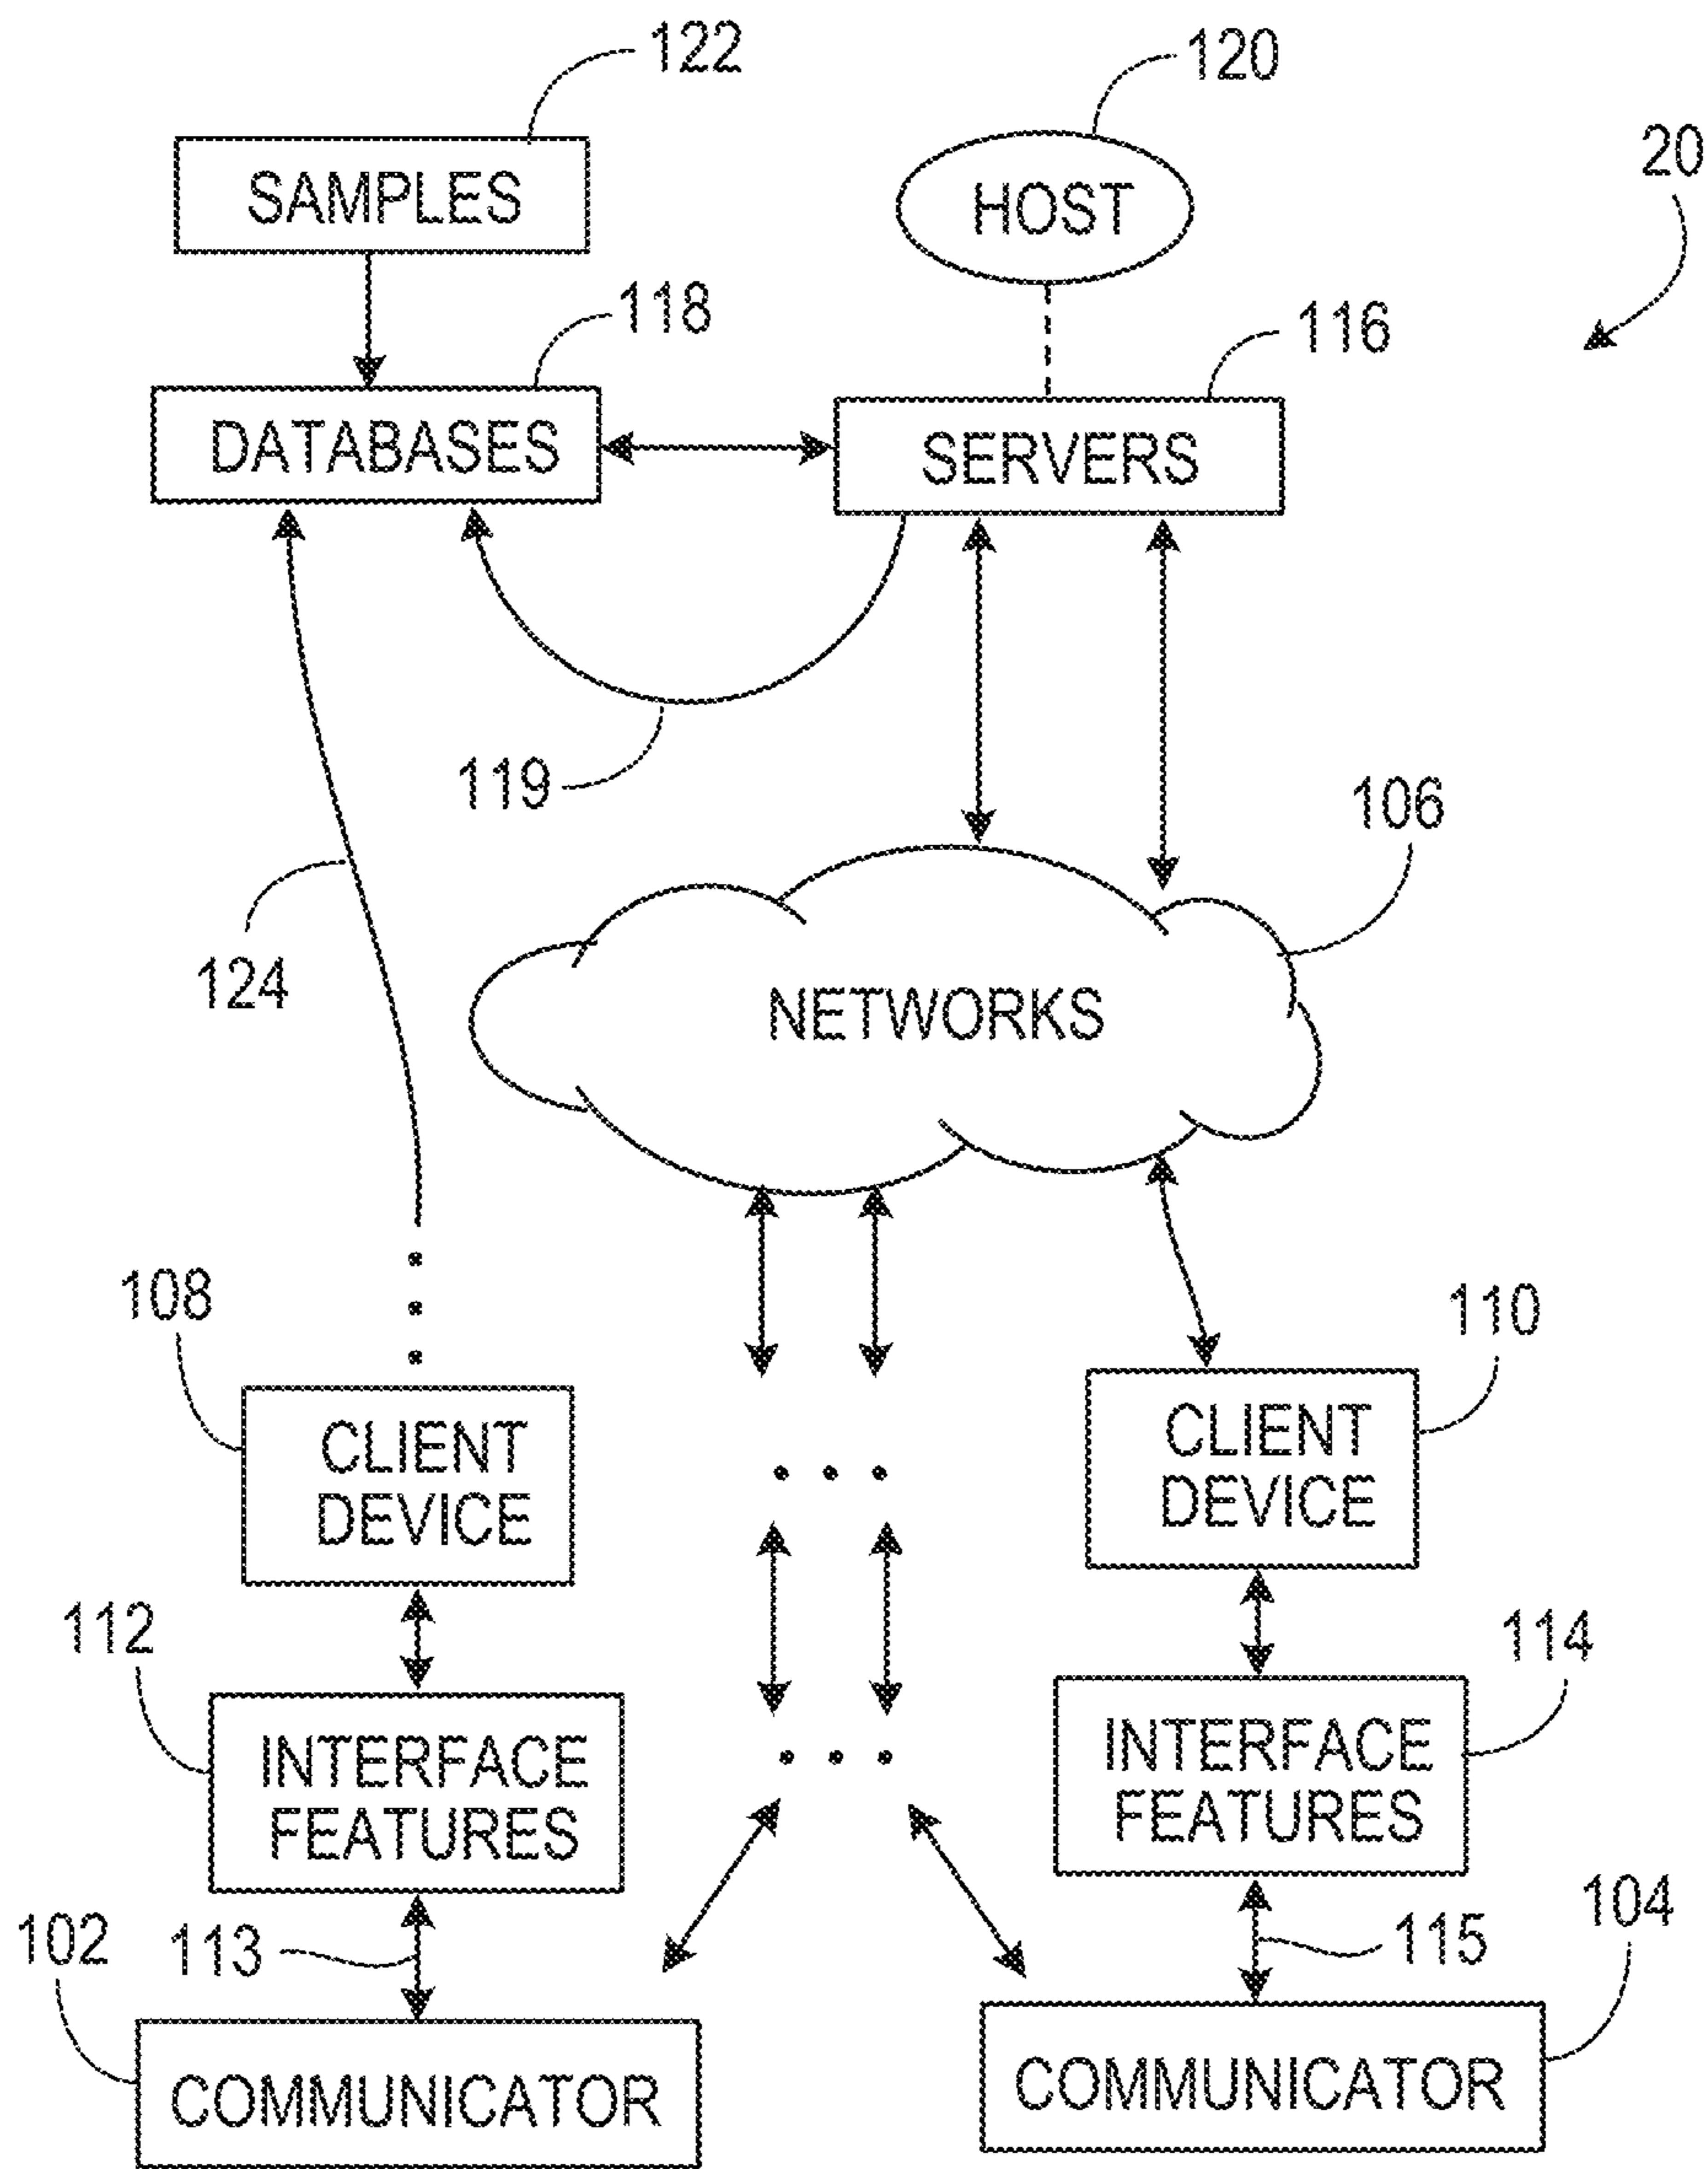 122
120
20
SAMPLES
HOST
118
116
DATABASES
SERVERS
119
106
124
NETWORKS
108
110
CLIENT
DEVICE
CLIENT
DEVICE
112
114
INTERFACE
FEATURES
INTERFACE
FEATURES
102
113
115
104
COMMUNICATOR
COMMUNICATOR